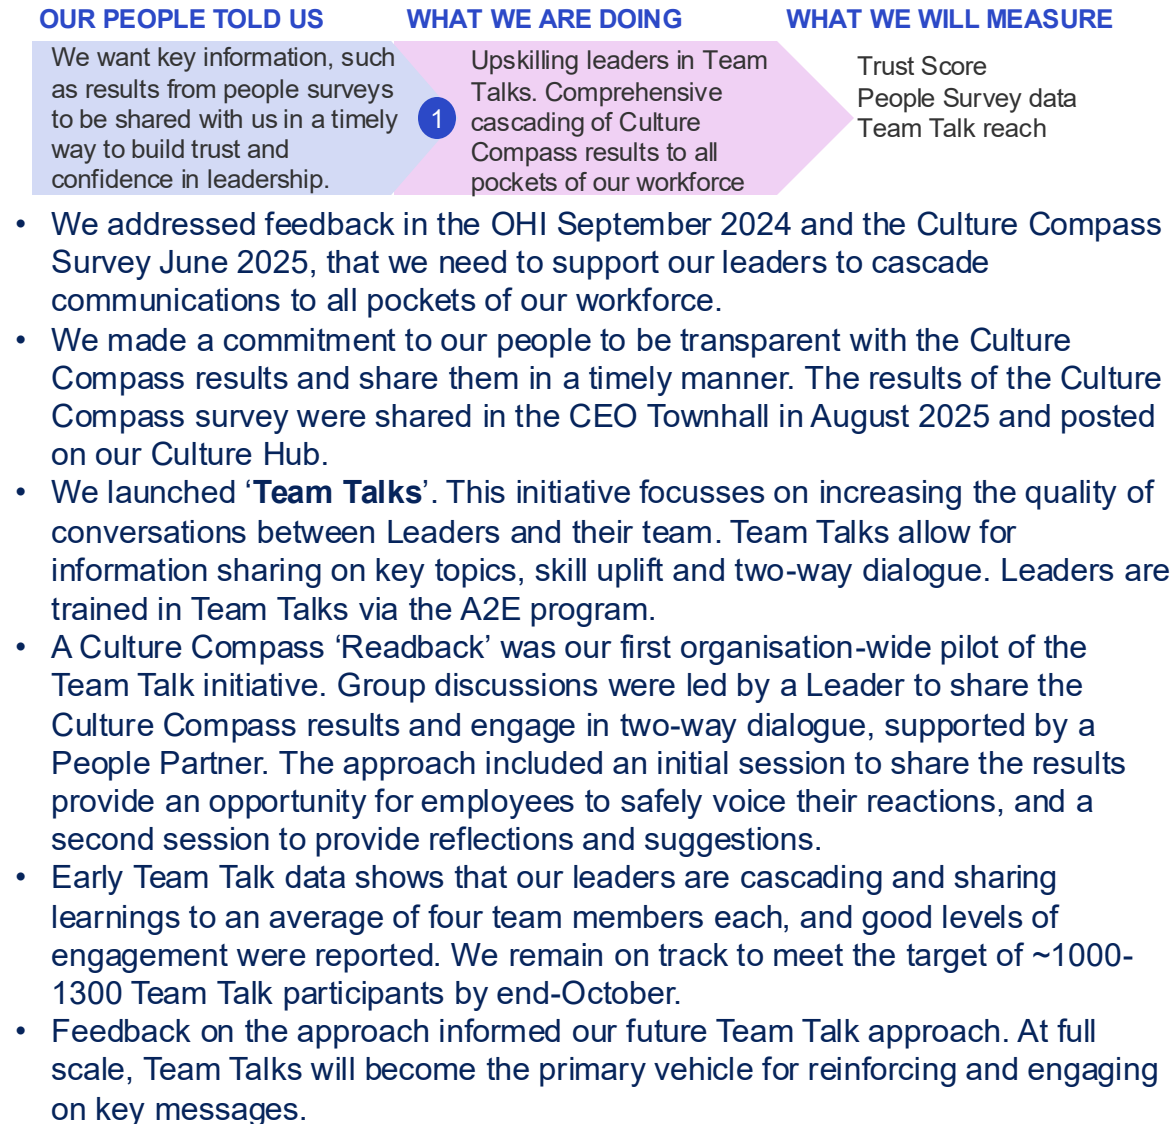 OUR PEOPLE TOLD US
WHAT WE ARE DOING
WHAT WE WILL MEASURE
We want key information, such
as results from people surveys
to be shared with us in a timely
way to build trust and
confidence in leadership.
1
Upskilling leaders in Team
Talks. Comprehensive
cascading of Culture
Compass results to all
pockets of our workforce
Trust Score
People Survey data
Team Talk reach
• We addressed feedback in the OHI September 2024 and the Culture Compass
Survey June 2025, that we need to support our leaders to cascade
communications to all pockets of our workforce.
• We made a commitment to our people to be transparent with the Culture
Compass results and share them in a timely manner. The results of the Culture
Compass survey were shared in the CEO Townhall in August 2025 and posted
on our Culture Hub.
• We launched ‘Team Talks’. This initiative focusses on increasing the quality of
conversations between Leaders and their team. Team Talks allow for
information sharing on key topics, skill uplift and two-way dialogue. Leaders are
trained in Team Talks via the A2E program.
• A Culture Compass ‘Readback’ was our first organisation-wide pilot of the
Team Talk initiative. Group discussions were led by a Leader to share the
Culture Compass results and engage in two-way dialogue, supported by a
People Partner. The approach included an initial session to share the results
provide an opportunity for employees to safely voice their reactions, and a
second session to provide reflections and suggestions.
• Early Team Talk data shows that our leaders are cascading and sharing
learnings to an average of four team members each, and good levels of
engagement were reported. We remain on track to meet the target of ~1000-
1300 Team Talk participants by end-October.
• Feedback on the approach informed our future Team Talk approach. At full
scale, Team Talks will become the primary vehicle for reinforcing and engaging
on key messages.